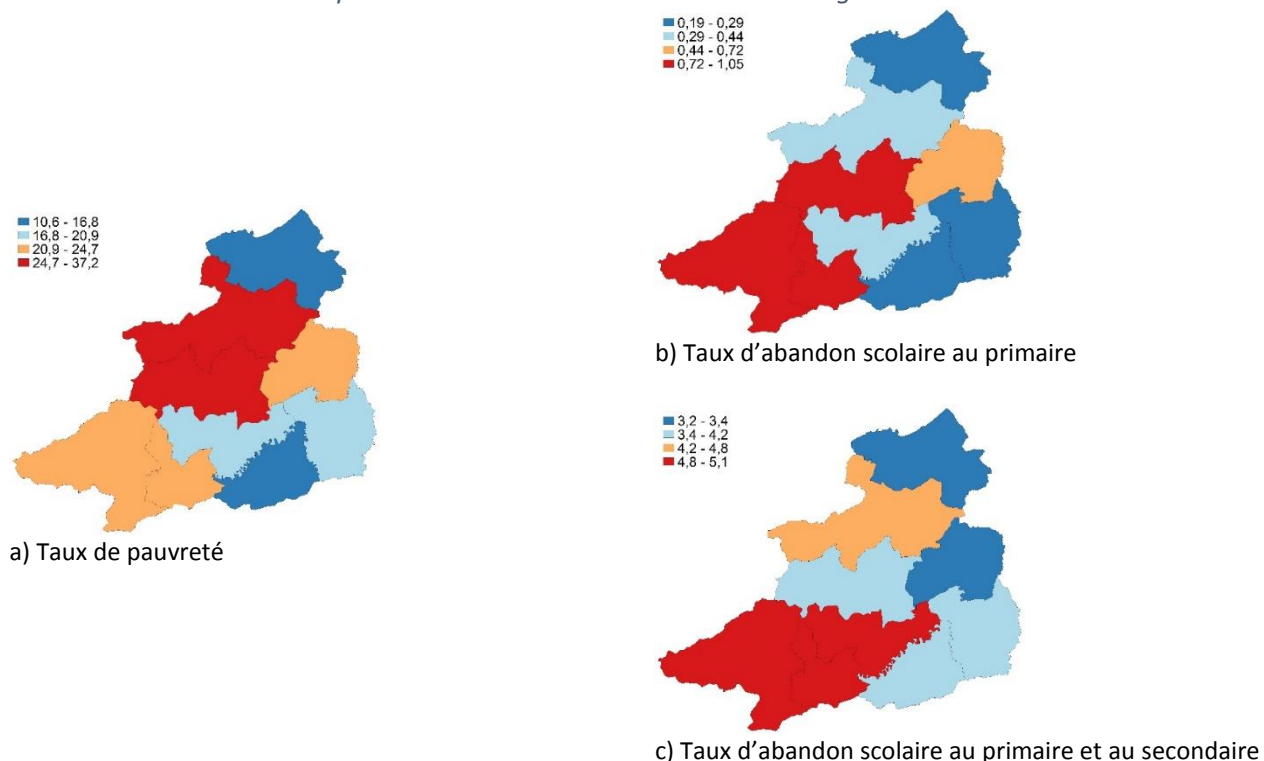 10,6 - 16,8
16,8 - 20,9
20,9 - 24,7
24,7 - 37,2
a) Taux de pauvreté
0,19 - 0,29
0,29 - 0,44
0,44 - 0,72
0,72 - 1,05
b) Taux d’abandon scolaire au primaire
3,2 - 3,4
3,4 - 4,2
4,2 - 4,8
4,8 - 5,1
c) Taux d’abandon scolaire au primaire et au secondaire